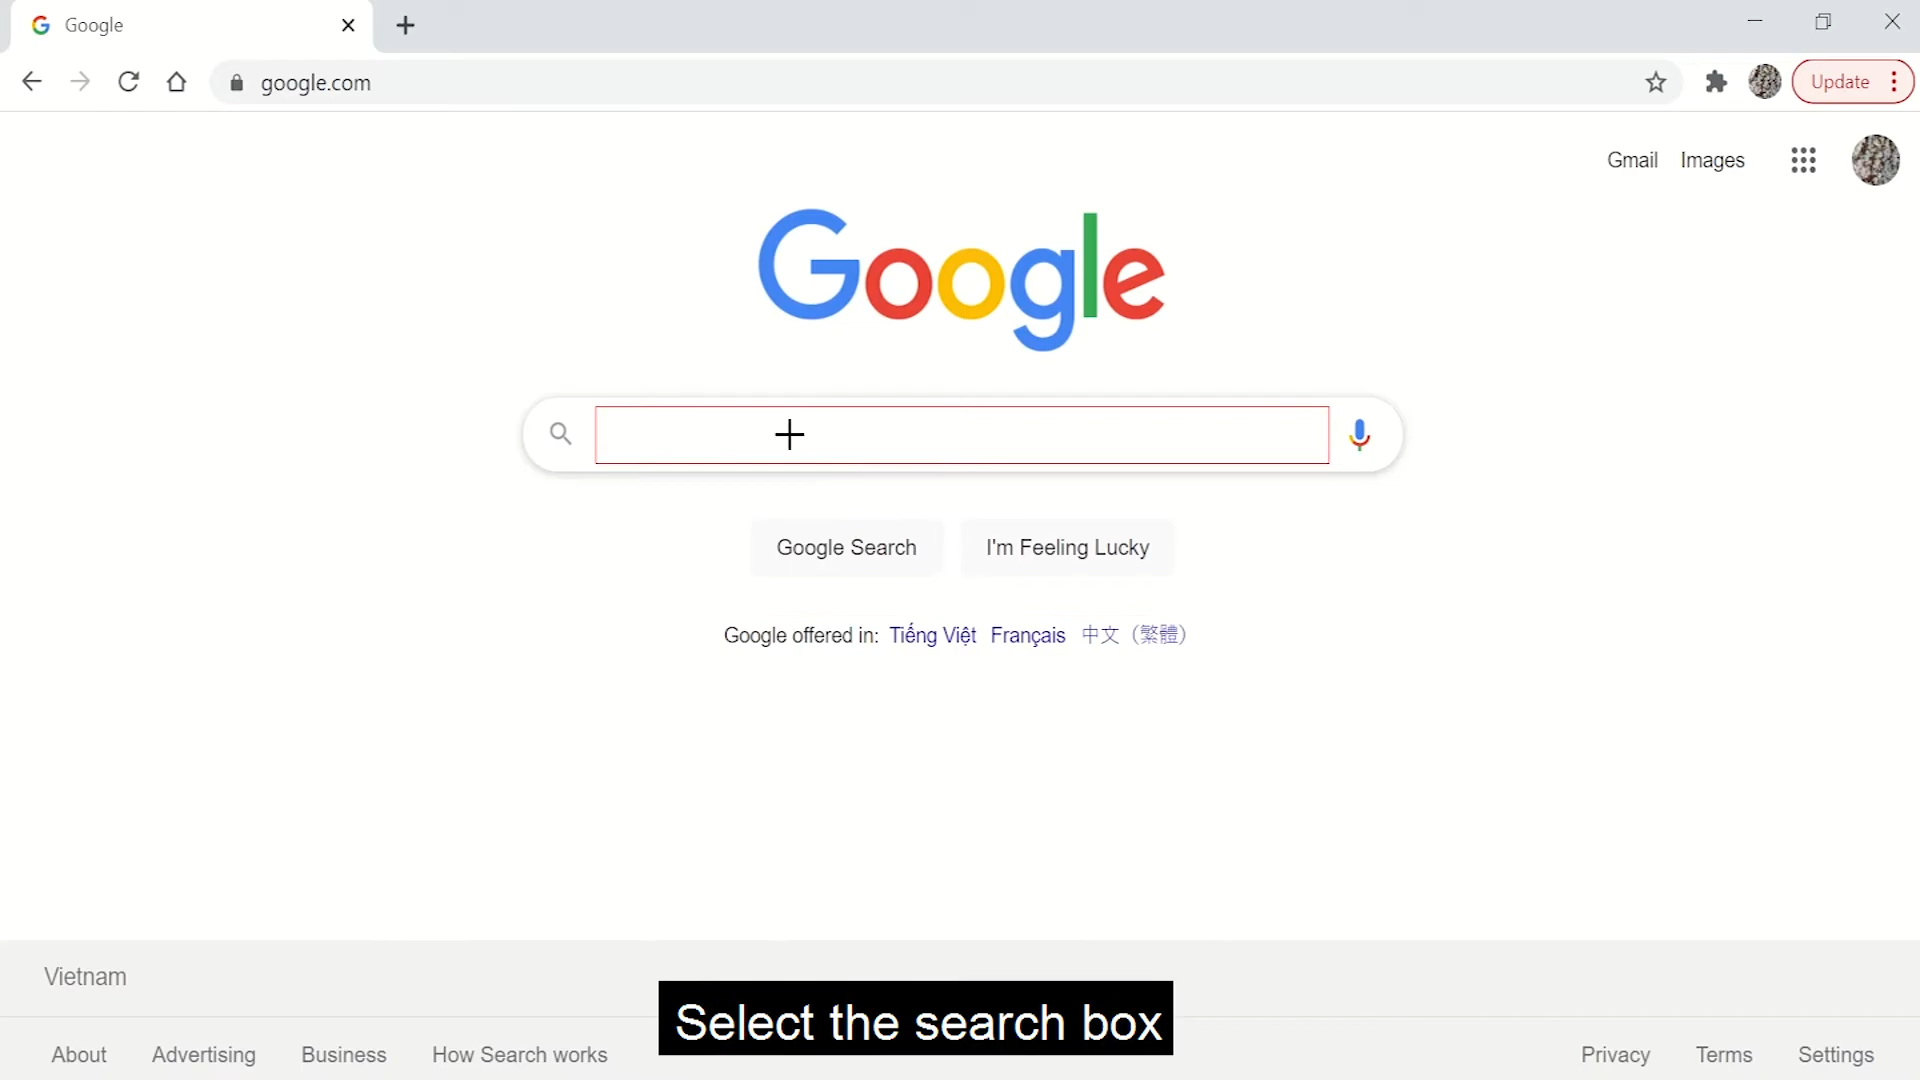 Google
google.com
Update
Gmail Images
Google
Google Search I'm Feeling Lucky
Google offered in: Tiếng Việt Français 中文（繁體）
Vietnam
Select the search box
About Advertising Business How Search works Privacy Terms Settings